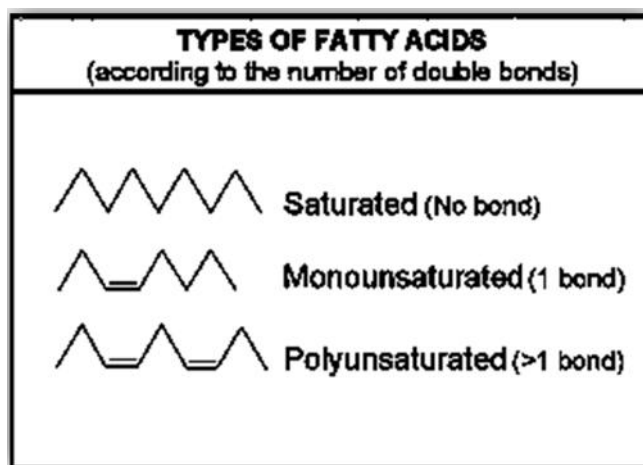 TYPES OF FATTY ACIDS
(according to the number of double bonds)
Saturated (No bond)
Monounsaturated (1 bond)
Polyunsaturated (>1 bond)